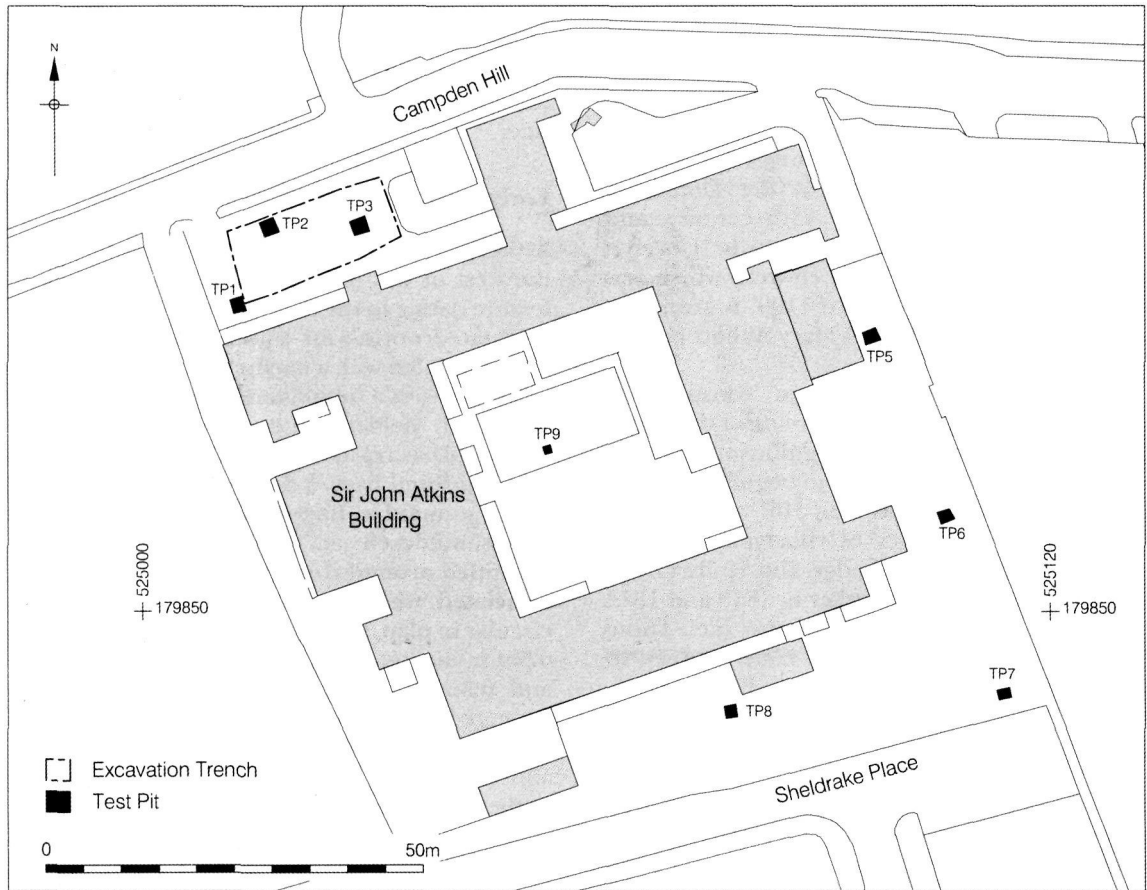 N
Campden Hill
TP2
TP3
TP1
TP5
TP9
Sir John Atkins
Building
TP6
525000
179850
525120
179850
TP7
TP8
Excavation Trench
Test Pit
Sheldrake Place
0
50m